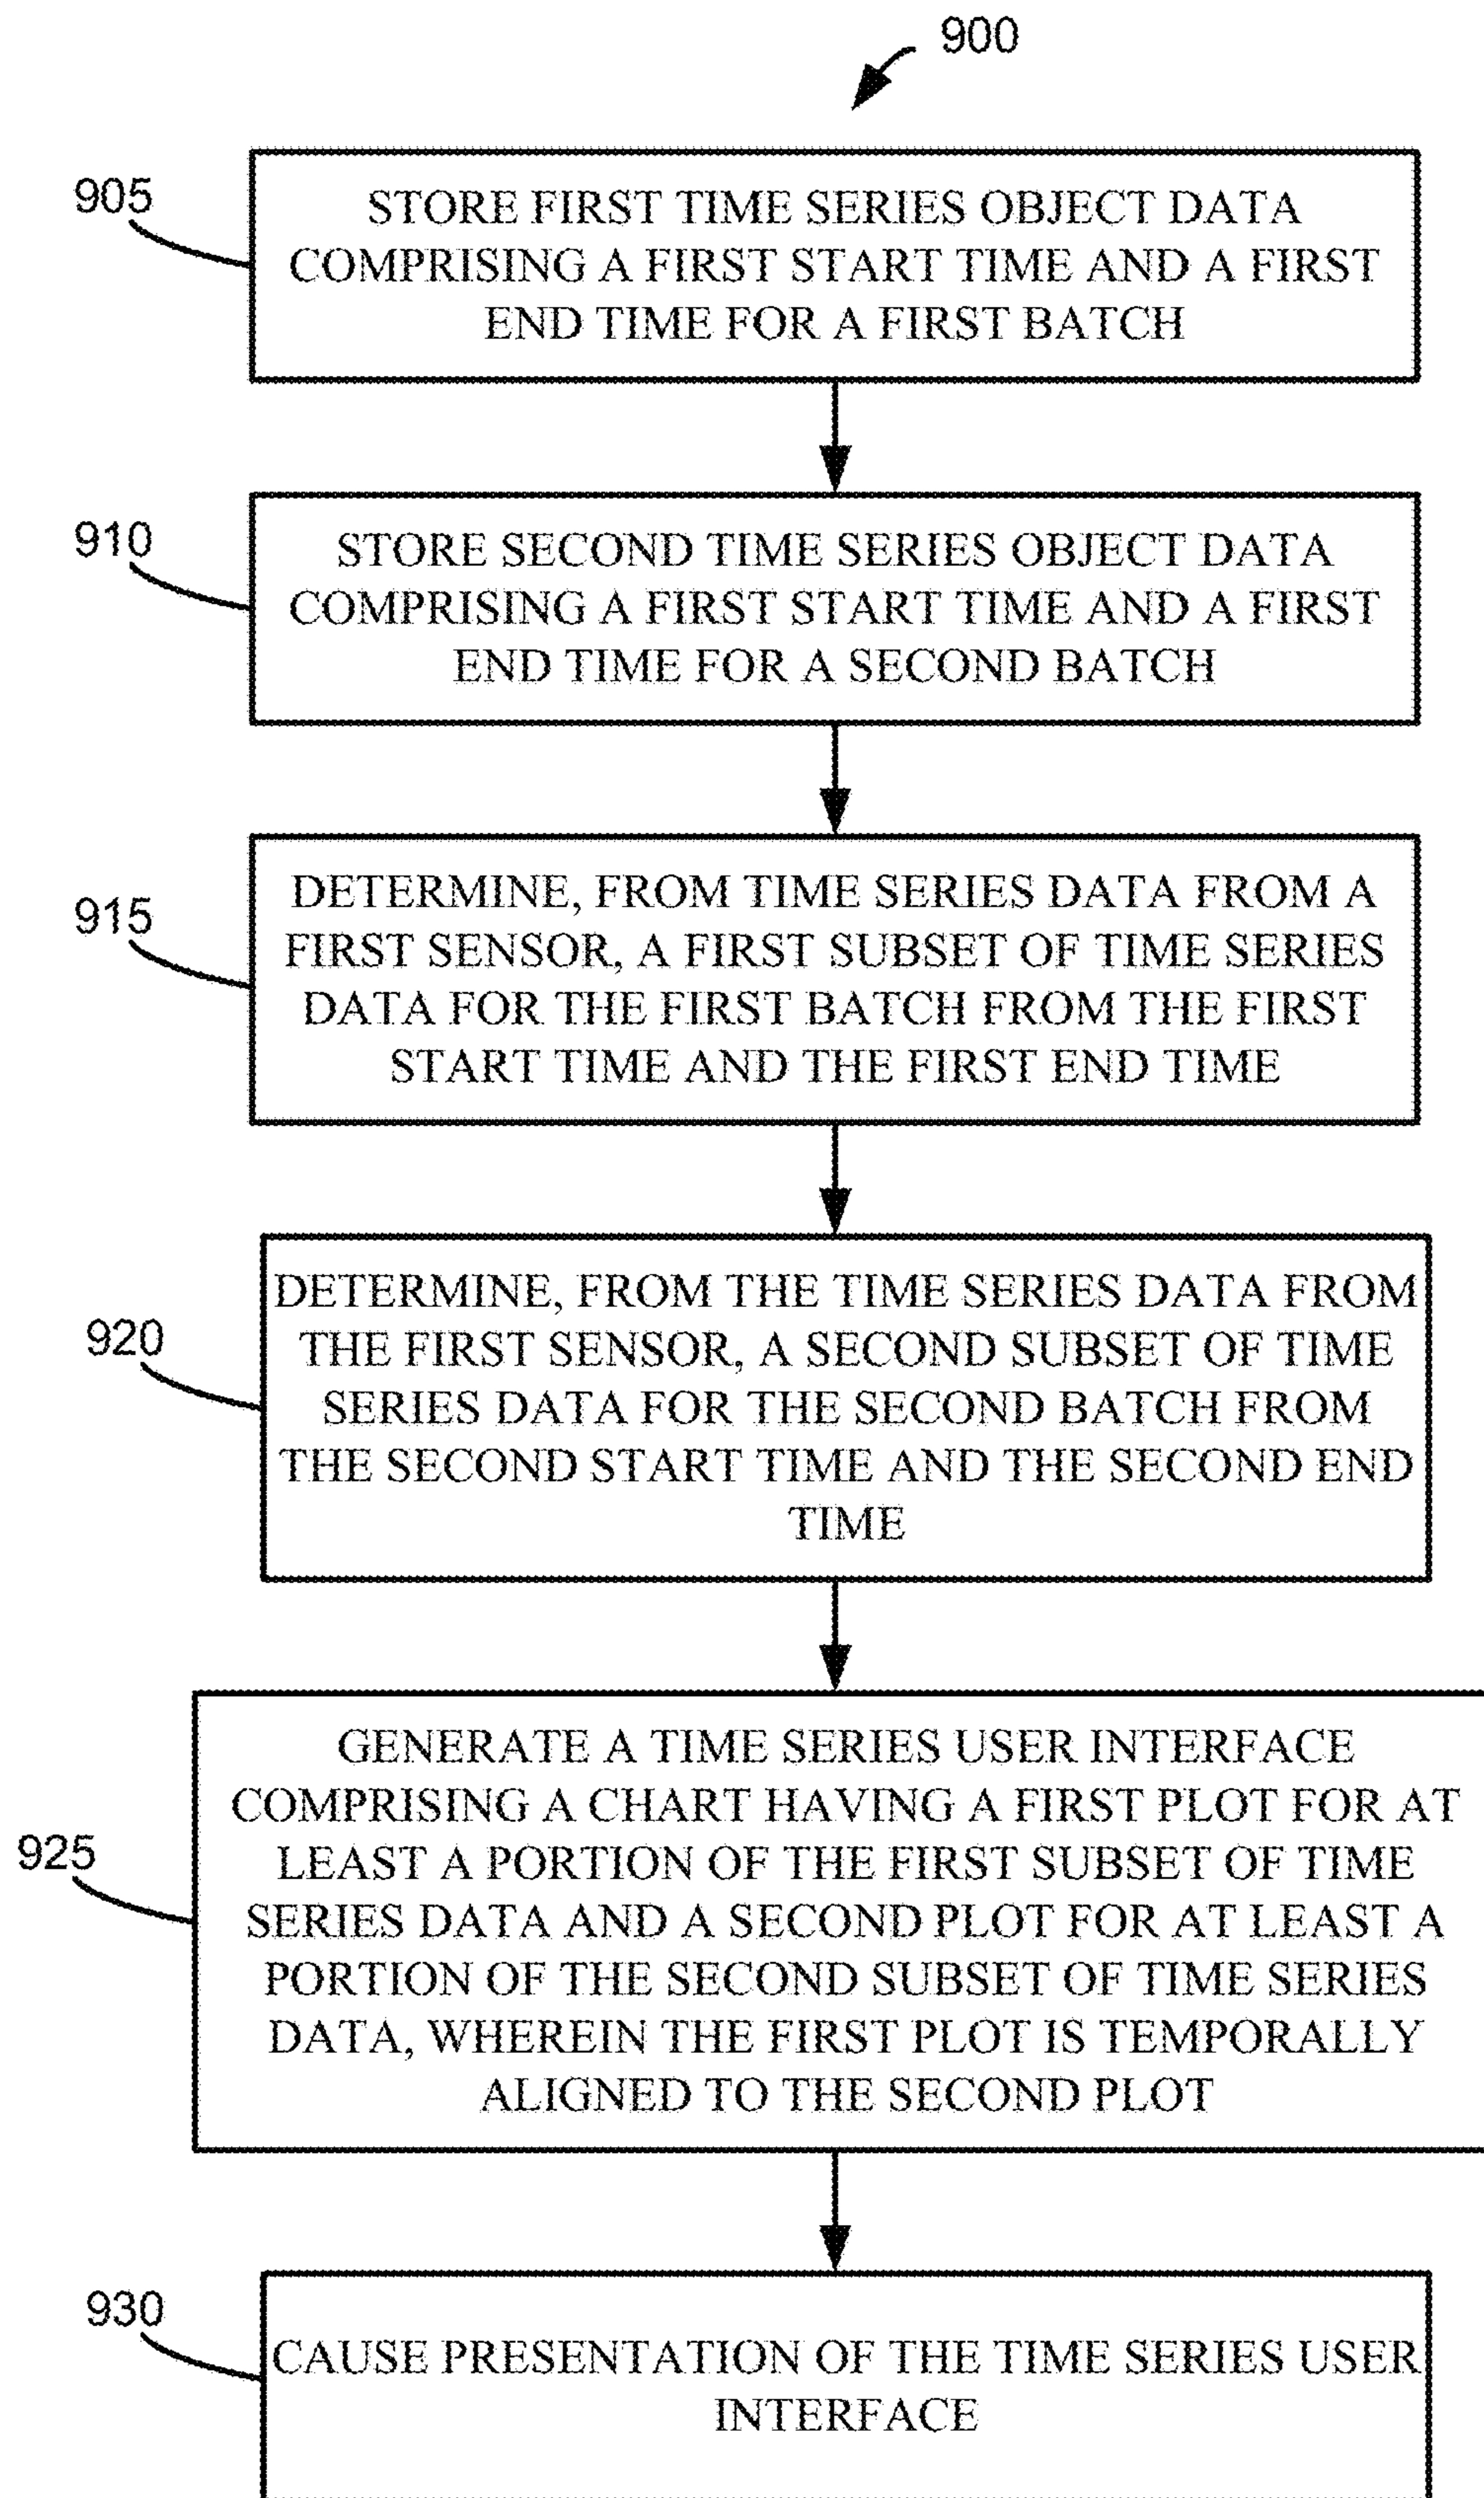 900
905
STORE FIRST TIME SERIES OBJECT DATA
COMPRISING A FIRST START TIME AND A FIRST
END TIME FOR A FIRST BATCH
910
STORE SECOND TIME SERIES OBJECT DATA
COMPRISING A FIRST START TIME AND A FIRST
END TIME FOR A SECOND BATCH
915
DETERMINE, FROM TIME SERIES DATA FROM A
FIRST SENSOR, A FIRST SUBSET OF TIME SERIES
DATA FOR THE FIRST BATCH FROM THE FIRST
START TIME AND THE FIRST END TIME
920
DETERMINE, FROM THE TIME SERIES DATA FROM
THE FIRST SENSOR, A SECOND SUBSET OF TIME
SERIES DATA FOR THE SECOND BATCH FROM
THE SECOND START TIME AND THE SECOND END
TIME
925
GENERATE A TIME SERIES USER INTERFACE
COMPRISING A CHART HAVING A FIRST PLOT FOR AT
LEAST A PORTION OF THE FIRST SUBSET OF TIME
SERIES DATA AND A SECOND PLOT FOR AT LEAST A
PORTION OF THE SECOND SUBSET OF TIME SERIES
DATA, WHEREIN THE FIRST PLOT IS TEMPORALLY
ALIGNED TO THE SECOND PLOT
930
CAUSE PRESENTATION OF THE TIME SERIES USER
INTERFACE